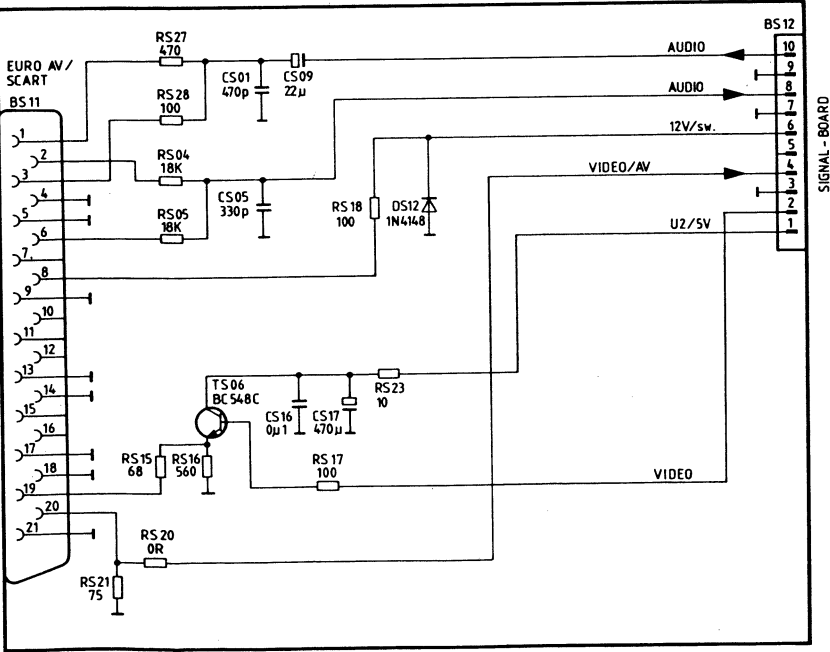 BS12
RS27
470
AUDIO
10
EURO AV/
SCART
CS01
470p
CS09
22μ
9
BS11
RS28
100
AUDIO
8
7
1
12V/sw.
6
2
RS04
18K
5
3
VIDEO/AV
4
4
CS05
330p
RS18
100
DS12
1N4148
3
5
RS05
18K
2
6
U2/5V
1
SIGNAL-BOARD
7.
8
9
10
11
12
13
TS06
BC548C
RS23
10
14
CS16
0μ1
CS17
470μ
15
16
17
RS15
68
RS16
560
RS17
100
18
VIDEO
19
20
21
RS20
0R
RS21
75